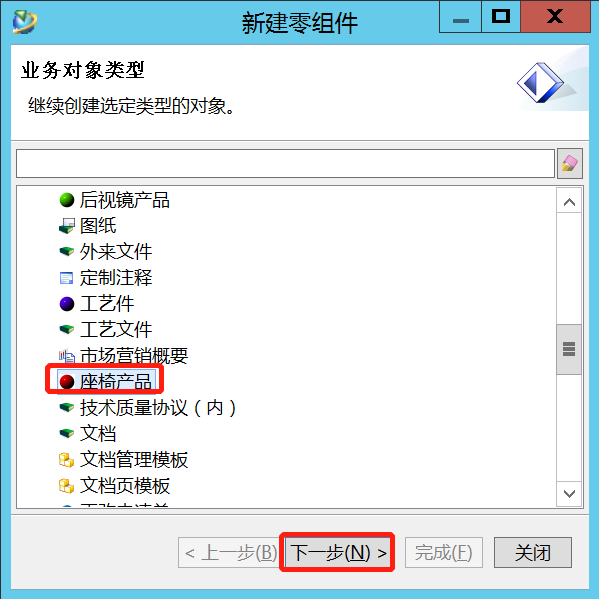 新建零组件
业务对象类型
继续创建选定类型的对象。
后视镜产品
图纸
外来文件
定制注释
工艺件
工艺文件
市场营销概要
座椅产品
技术质量协议（内）
文档
文档管理模板
文档页模板
< 上一步(B) 下一步(N) > 完成(F) 关闭